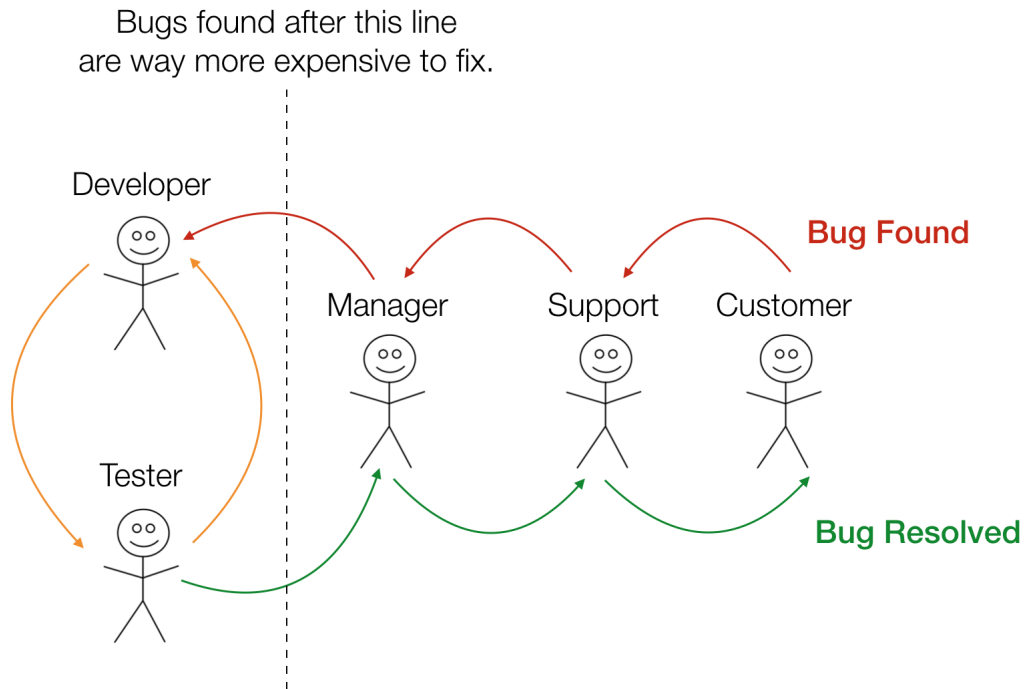 Bugs found after this line
are way more expensive to fix.
Developer
Bug Found
Manager
Support
Customer
Tester
Bug Resolved